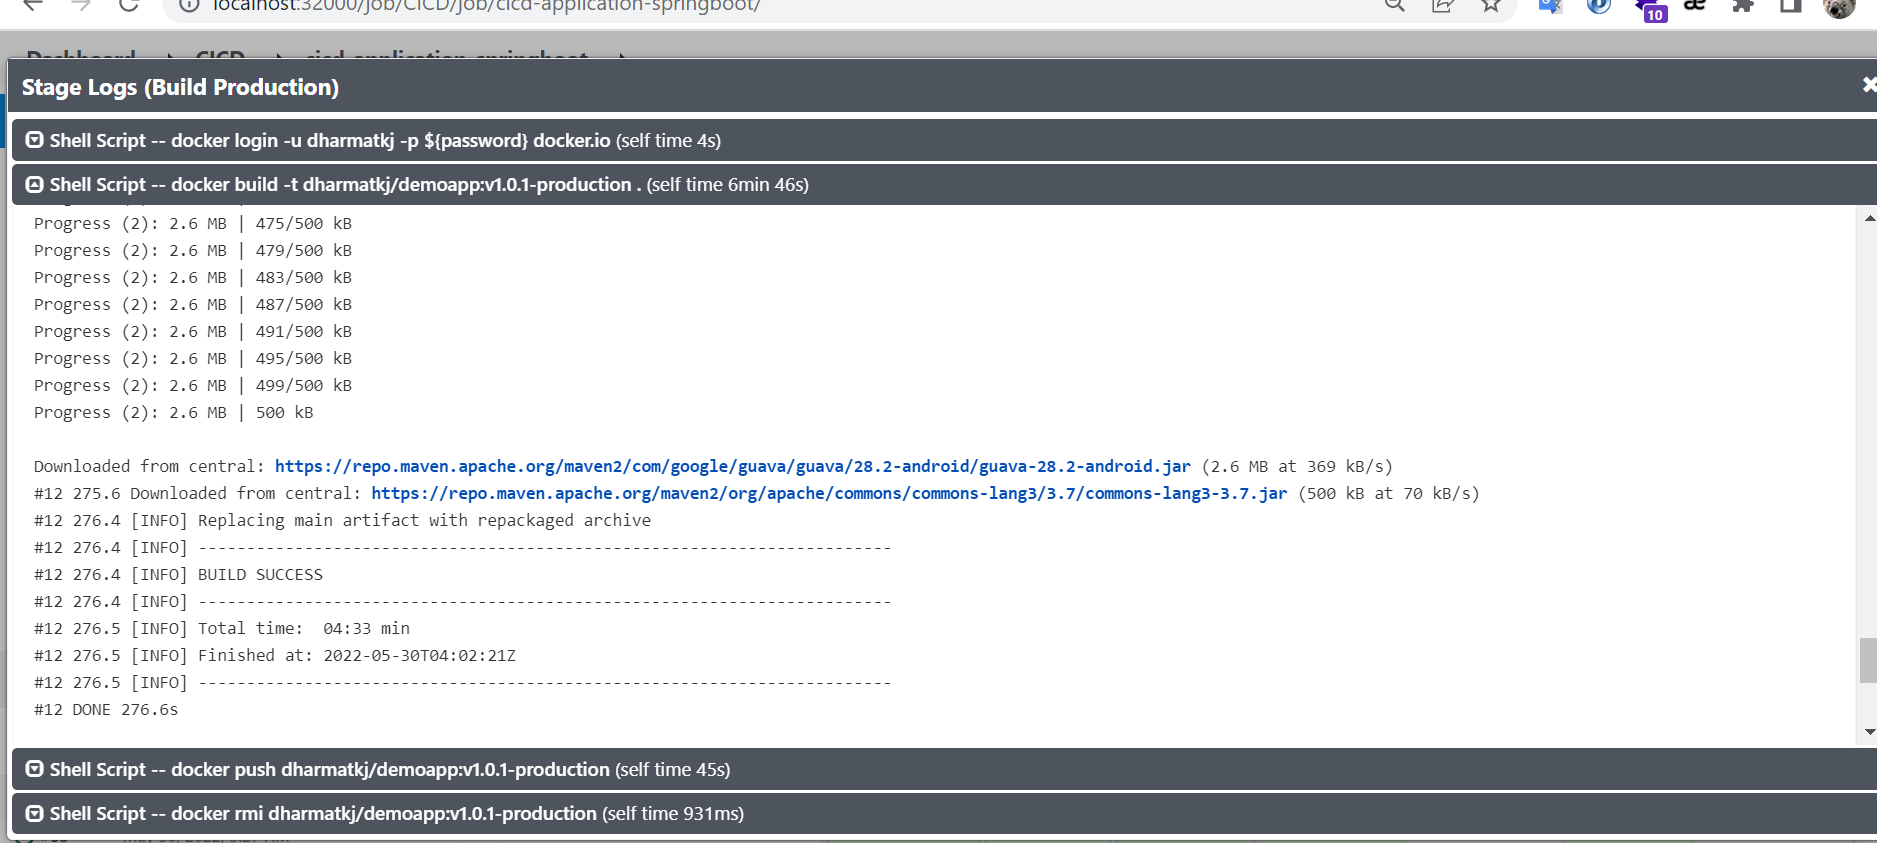 localhost:32000/job/CICD/job/cicd-application-springboot/
10
Dashboard CICD cicd-application-springboot
Stage Logs (Build Production)
Shell Script -- docker login -u dharmatkj -p ${password} docker.io (self time 4s)
Shell Script -- docker build -t dharmatkj/demoapp:v1.0.1-production . (self time 6min 46s)
Progress (2): 2.6 MB | 475/500 kB
Progress (2): 2.6 MB | 479/500 kB
Progress (2): 2.6 MB | 483/500 kB
Progress (2): 2.6 MB | 487/500 kB
Progress (2): 2.6 MB | 491/500 kB
Progress (2): 2.6 MB | 495/500 kB
Progress (2): 2.6 MB | 499/500 kB
Progress (2): 2.6 MB | 500 kB
Downloaded from central: https://repo.maven.apache.org/maven2/com/google/guava/guava/28.2-android/guava-28.2-android.jar (2.6 MB at 369 kB/s)
#12 275.6 Downloaded from central: https://repo.maven.apache.org/maven2/org/apache/commons/commons-lang3/3.7/commons-lang3-3.7.jar (500 kB at 70 kB/s)
#12 276.4 [INFO] Replacing main artifact with repackaged archive
#12 276.4 [INFO] ------------------------------------------------------------------------
#12 276.4 [INFO] BUILD SUCCESS
#12 276.4 [INFO] ------------------------------------------------------------------------
#12 276.5 [INFO] Total time:  04:33 min
#12 276.5 [INFO] Finished at: 2022-05-30T04:02:21Z
#12 276.5 [INFO] ------------------------------------------------------------------------
#12 DONE 276.6s
Shell Script -- docker push dharmatkj/demoapp:v1.0.1-production (self time 45s)
Shell Script -- docker rmi dharmatkj/demoapp:v1.0.1-production (self time 931ms)